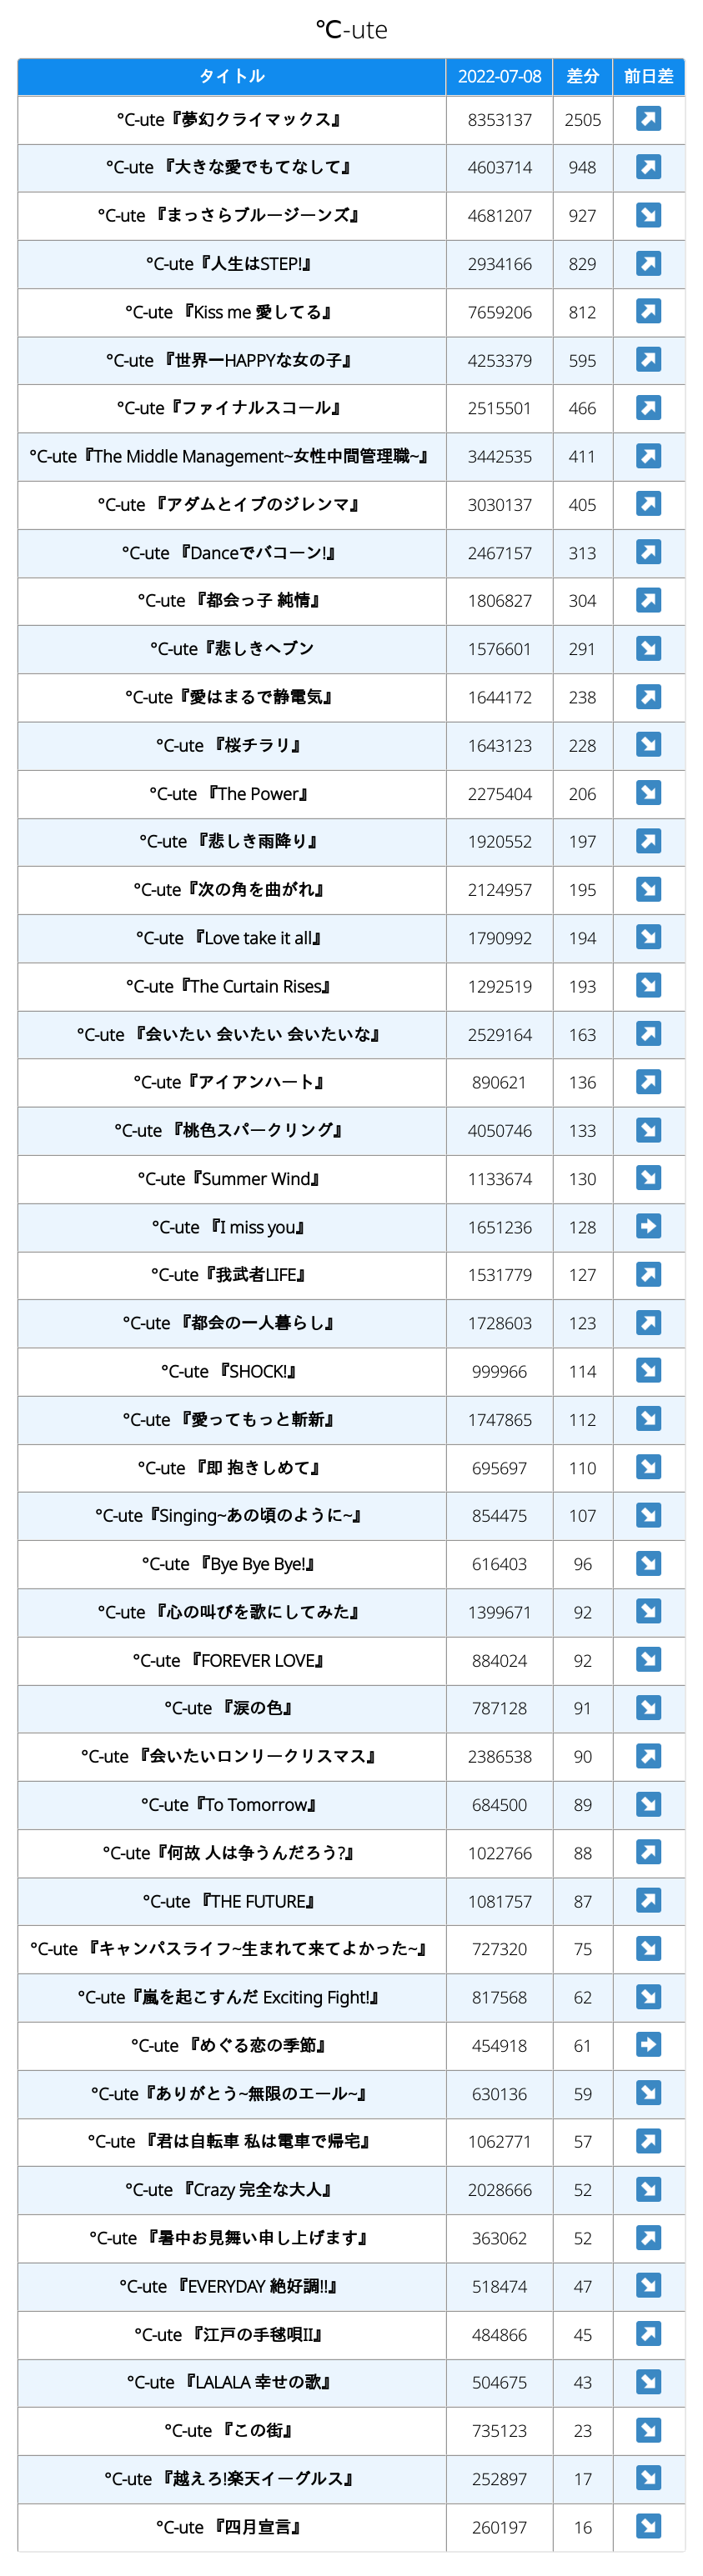 ℃-ute
タイトル 2022-07-08 差分 前日差
°C-ute『夢幻クライマックス』 8353137 2505 ↗
°C-ute 『大きな愛でもてなして』 4603714 948 ↗
°C-ute 『まっさらブルージーンズ』 4681207 927 ↘
°C-ute『人生はSTEP!』 2934166 829 ↗
°C-ute 『Kiss me 愛してる』 7659206 812 ↗
°C-ute 『世界一HAPPYな女の子』 4253379 595 ↗
°C-ute『ファイナルスコール』 2515501 466 ↗
°C-ute『The Middle Management~女性中間管理職~』 3442535 411 ↗
°C-ute 『アダムとイブのジレンマ』 3030137 405 ↗
°C-ute 『Danceでバコーン!』 2467157 313 ↗
°C-ute 『都会っ子 純情』 1806827 304 ↗
°C-ute『悲しきヘブン 1576601 291 ↘
°C-ute『愛はまるで静電気』 1644172 238 ↗
°C-ute 『桜チラリ』 1643123 228 ↘
°C-ute 『The Power』 2275404 206 ↘
°C-ute 『悲しき雨降り』 1920552 197 ↗
°C-ute『次の角を曲がれ』 2124957 195 ↘
°C-ute 『Love take it all』 1790992 194 ↘
°C-ute『The Curtain Rises』 1292519 193 ↘
°C-ute 『会いたい 会いたい 会いたいな』 2529164 163 ↗
°C-ute『アイアンハート』 890621 136 ↗
°C-ute 『桃色スパークリング』 4050746 133 ↘
°C-ute『Summer Wind』 1133674 130 ↘
°C-ute 『I miss you』 1651236 128 ➡
°C-ute『我武者LIFE』 1531779 127 ↗
°C-ute 『都会の一人暮らし』 1728603 123 ↗
°C-ute 『SHOCK!』 999966 114 ↘
°C-ute 『愛ってもっと斬新』 1747865 112 ↘
°C-ute 『即 抱きしめて』 695697 110 ↘
°C-ute『Singing~あの頃のように~』 854475 107 ↘
°C-ute 『Bye Bye Bye!』 616403 96 ↘
°C-ute 『心の叫びを歌にしてみた』 1399671 92 ↘
°C-ute 『FOREVER LOVE』 884024 92 ↘
°C-ute 『涙の色』 787128 91 ↘
°C-ute 『会いたいロンリークリスマス』 2386538 90 ↗
°C-ute『To Tomorrow』 684500 89 ↘
°C-ute『何故 人は争うんだろう?』 1022766 88 ↗
°C-ute 『THE FUTURE』 1081757 87 ↗
°C-ute 『キャンパスライフ~生まれて来てよかった~』 727320 75 ↘
°C-ute『嵐を起こすんだ Exciting Fight!』 817568 62 ↘
°C-ute 『めぐる恋の季節』 454918 61 ➡
°C-ute『ありがとう~無限のエール~』 630136 59 ↘
°C-ute 『君は自転車 私は電車で帰宅』 1062771 57 ↗
°C-ute 『Crazy 完全な大人』 2028666 52 ↘
°C-ute 『暑中お見舞い申し上げます』 363062 52 ↗
°C-ute 『EVERYDAY 絶好調!!』 518474 47 ↘
°C-ute 『江戸の手毬唄II』 484866 45 ↗
°C-ute 『LALALA 幸せの歌』 504675 43 ↘
°C-ute 『この街』 735123 23 ↘
°C-ute 『越えろ!楽天イーグルス』 252897 17 ↘
°C-ute 『四月宣言』 260197 16 ↘